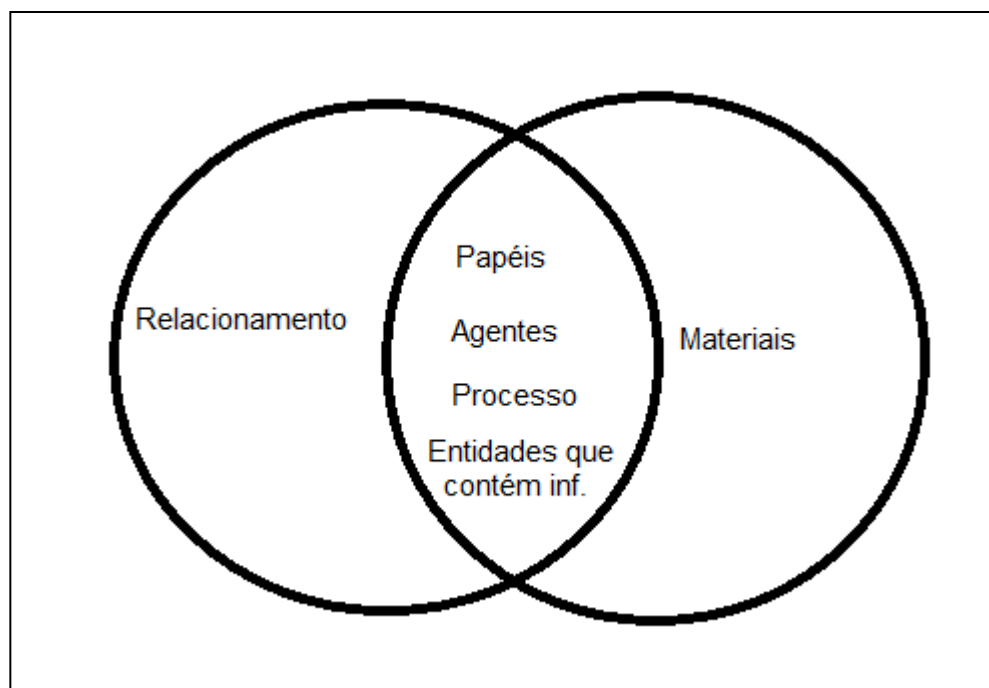 Papéis
Relacionamento
Agentes
Materiais
Processo
Entidades que
contém inf.